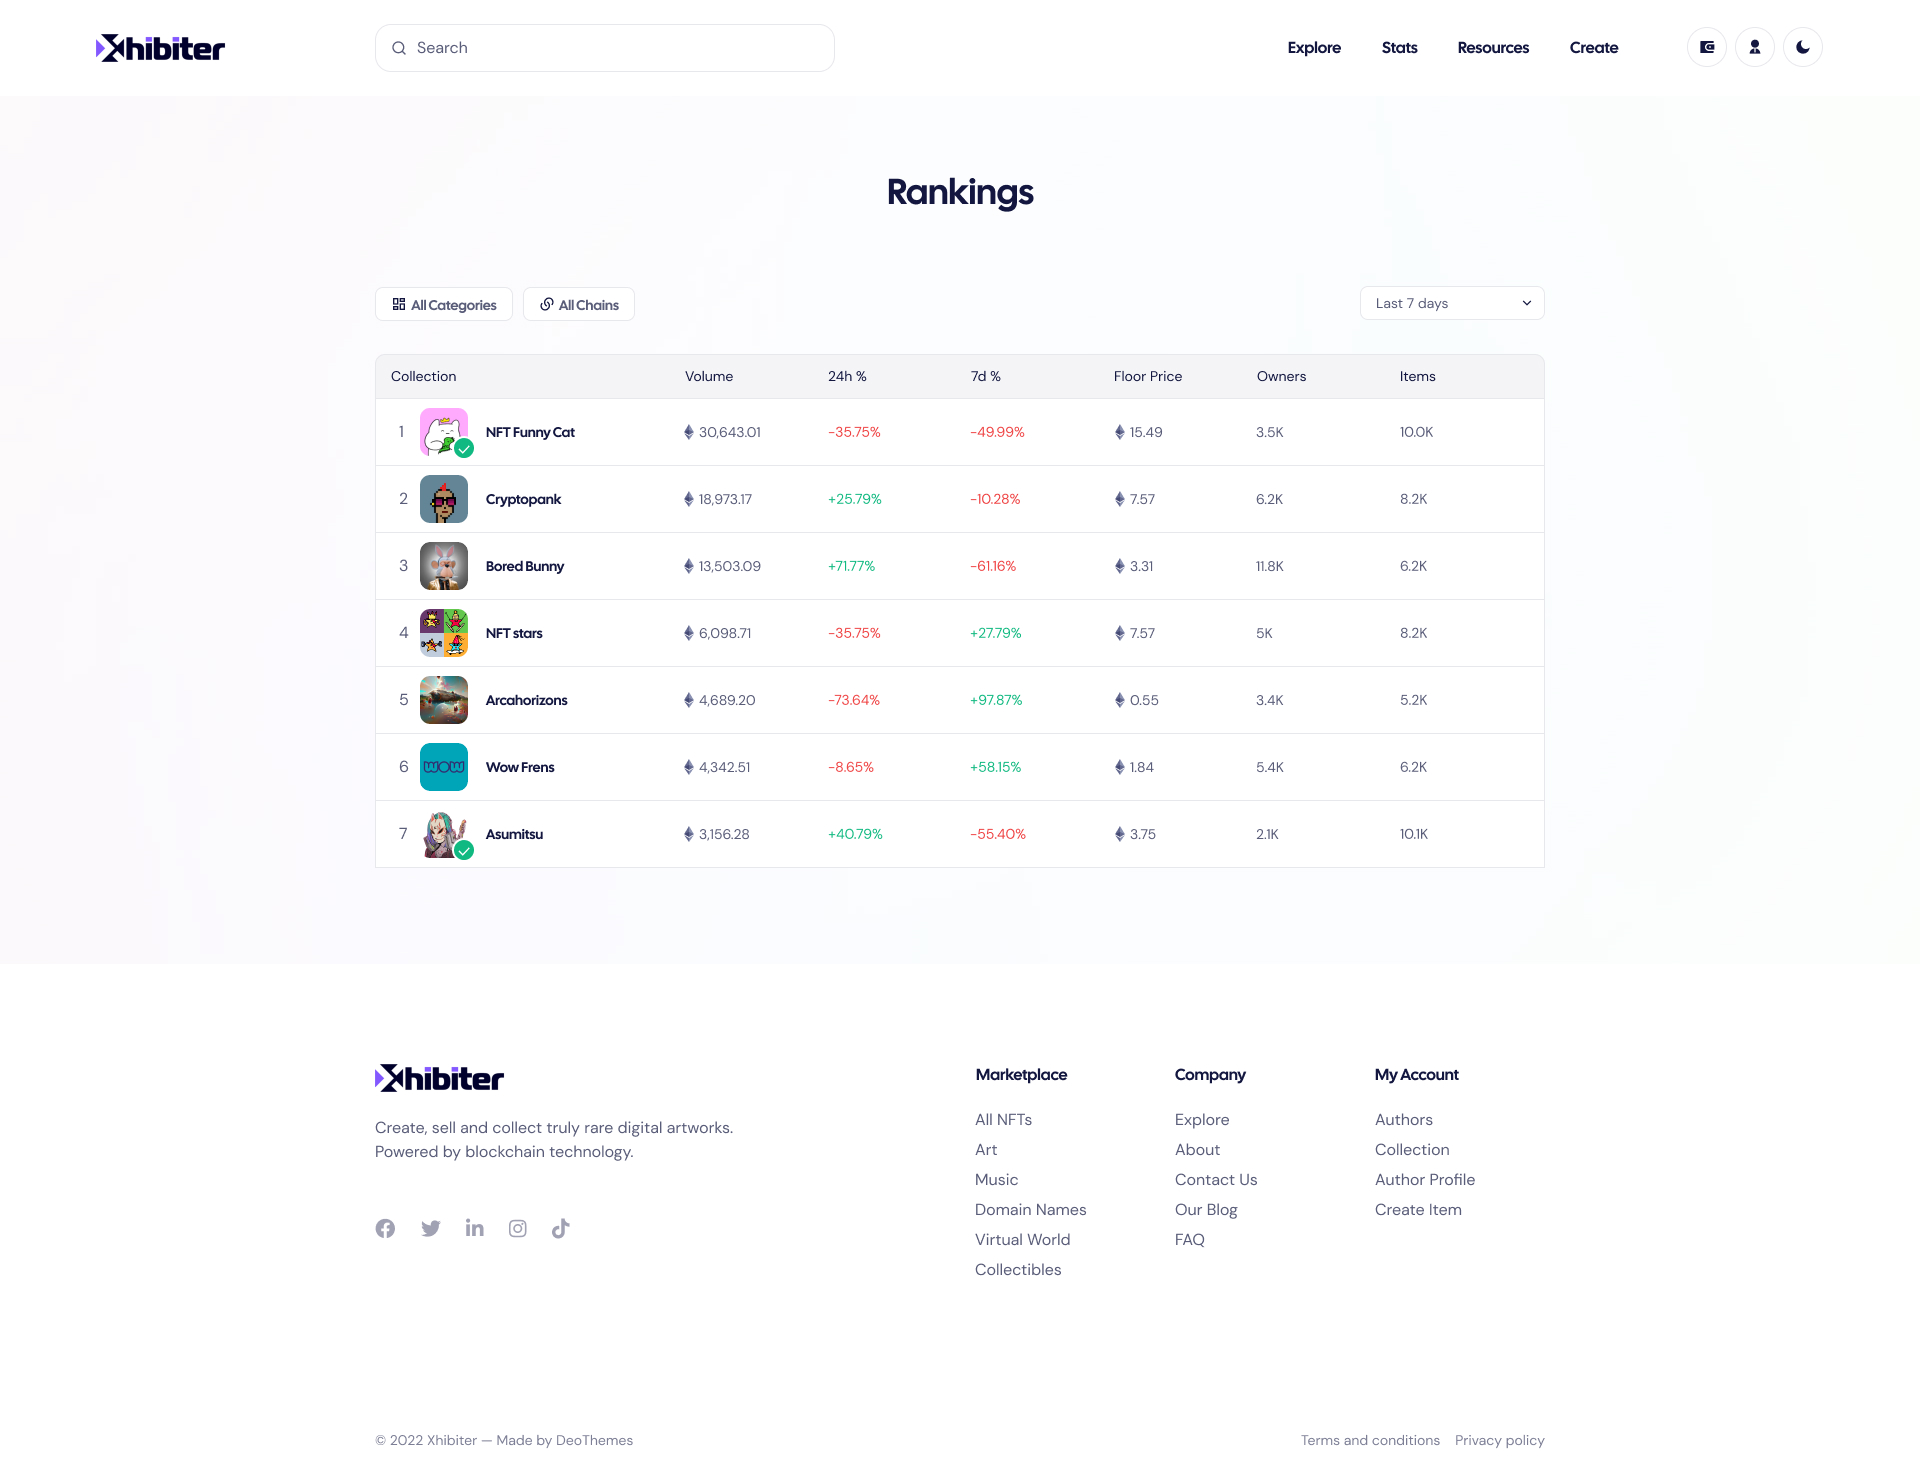 Xhibiter
Search
Explore Stats Resources Create
Rankings
All Categories All Chains Last 7 days
Collection Volume 24h % 7d % Floor Price Owners Items
1 NFT Funny Cat 30,643.01 -35.75% -49.99% 15.49 3.5K 10.0K
2 Cryptopank 18,973.17 +25.79% -10.28% 7.57 6.2K 8.2K
3 Bored Bunny 13,503.09 +71.77% -61.16% 3.31 11.8K 6.2K
4 NFT stars 6,098.71 -35.75% +27.79% 7.57 5K 8.2K
5 Arcahorizons 4,689.20 -73.64% +97.87% 0.55 3.4K 5.2K
6 WOW Wow Frens 4,342.51 -8.65% +58.15% 1.84 5.4K 6.2K
7 Asumitsu 3,156.28 +40.79% -55.40% 3.75 2.1K 10.1K
Xhibiter
Create, sell and collect truly rare digital artworks.
Powered by blockchain technology.
Marketplace
All NFTs
Art
Music
Domain Names
Virtual World
Collectibles
Company
Explore
About
Contact Us
Our Blog
FAQ
My Account
Authors
Collection
Author Profile
Create Item
© 2022 Xhibiter — Made by DeoThemes
Terms and conditions Privacy policy